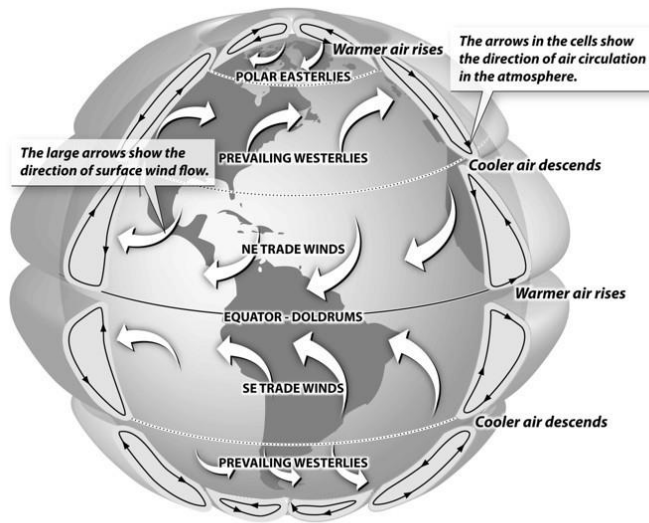 Warmer air rises
The arrows in the cells show
the direction of air circulation
in the atmosphere.
POLAR EASTERLIES
The large arrows show the
direction of surface wind flow.
PREVAILING WESTERLIES
Cooler air descends
NE TRADE WINDS
Warmer air rises
EQUATOR - DOLDRUMS
SE TRADE WINDS
Cooler air descends
PREVAILING WESTERLIES